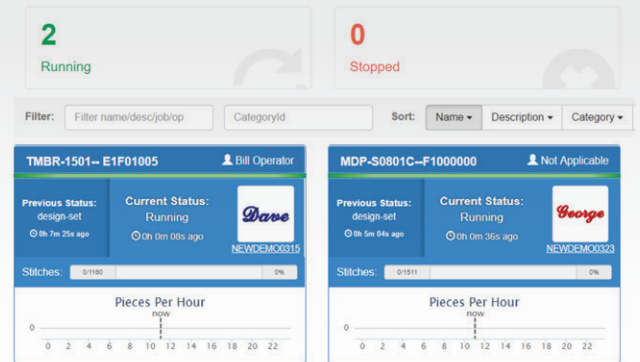 2
Running
0
Stopped
Filter: Filter name/desc/job/op CategoryId Sort: Name Description Category
TMBR-1501-- E1F01005 Bill Operator
Previous Status:
design-set
0h 7m 25s ago
Current Status:
Running
0h 0m 08s ago
Dave
NEWDEMO0315
Stitches: 0/1160 0%
Pieces Per Hour
now
0
0 2 4 6 8 10 12 14 16 18 20 22
MDP-S0801C--F1000000 Not Applicable
Previous Status:
design-set
0h 5m 04s ago
Current Status:
Running
0h 0m 36s ago
George
NEWDEMO0323
Stitches: 0/1511 0%
Pieces Per Hour
now
0
0 2 4 6 8 10 12 14 16 18 20 22